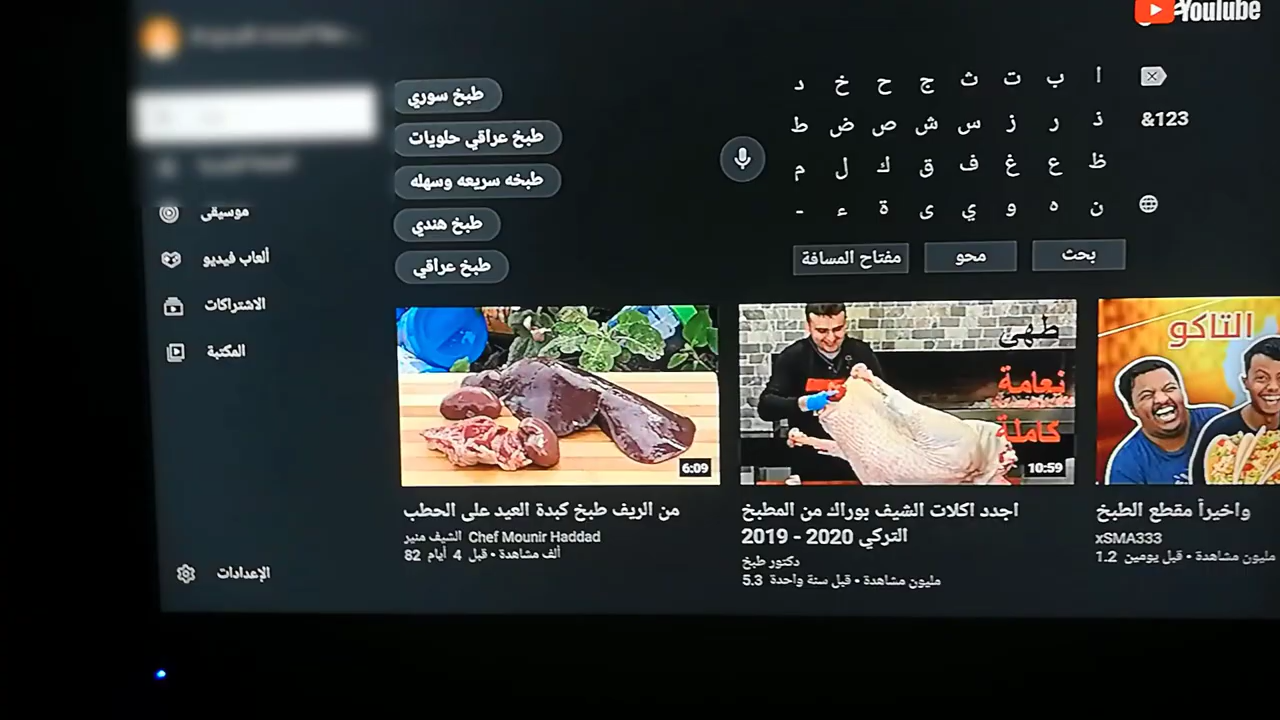 YouTube
ا ب ت ث ج ح خ د
&123
ذ ر ز س ش ص ض ط
ظ ع غ ف ق ك ل م
ن ه و ي ى ة ء -
بحث
محو
مفتاح المسافة
طبخ سوري
طبخ عراقي حلويات
طبخه سريعه وسهله
طبخ هندي
طبخ عراقي
موسيقى
ألعاب فيديو
الاشتراكات
المكتبة
الإعدادات
6:09
من الريف طبخ كبدة العيد على الحطب
Chef Mounir Haddad الشيف منير
82 ألف مشاهدة • قبل 4 أيام
طهي
نعامة
كاملة
10:59
اجدد اكلات الشيف بوراك من المطبخ
التركي 2020 - 2019
دكتور طبخ
5.3 مليون مشاهدة • قبل سنة واحدة
التاكو
واخيراً مقطع الطبخ
xSMA333
1.2 مليون مشاهدة • قبل يومين